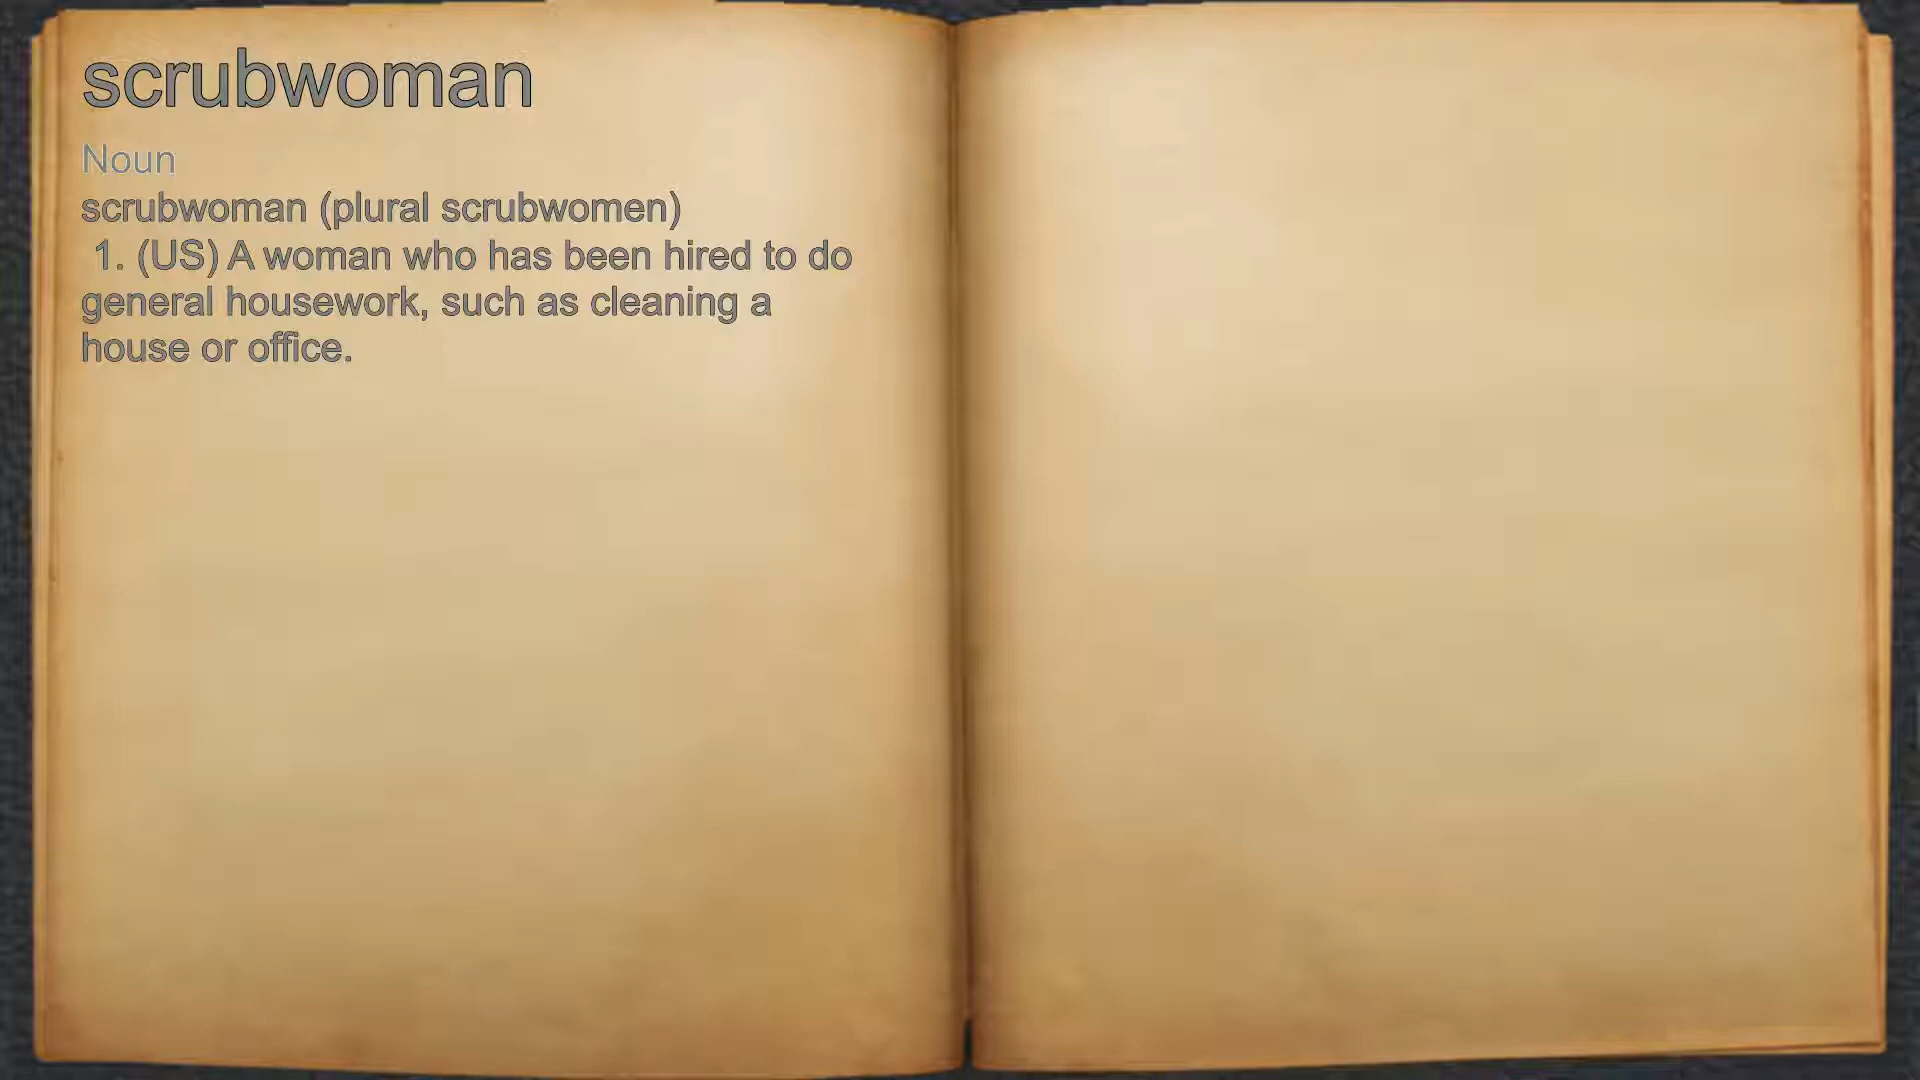 scrubwoman
Noun
scrubwoman (plural scrubwomen)
1. (US) A woman who has been hired to do
general housework, such as cleaning a
house or office.